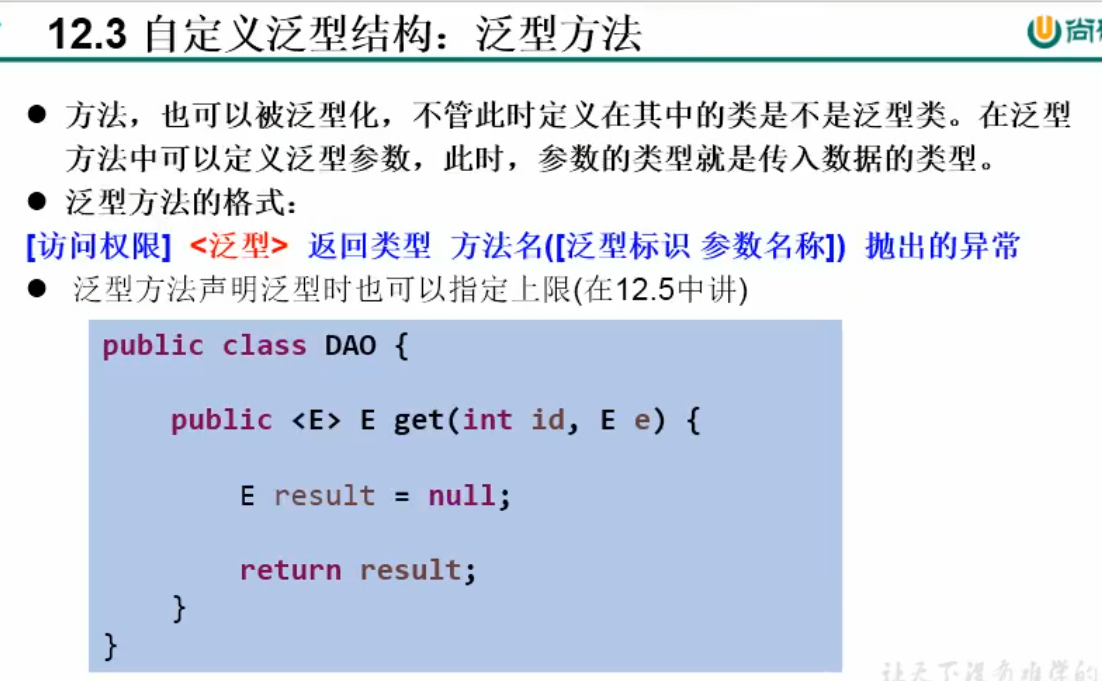 12.3 自定义泛型结构：泛型方法
尚
● 方法，也可以被泛型化，不管此时定义在其中的类是不是泛型类。在泛型
方法中可以定义泛型参数，此时，参数的类型就是传入数据的类型。
● 泛型方法的格式：
[访问权限] <泛型> 返回类型 方法名([泛型标识 参数名称]) 抛出的异常
● 泛型方法声明泛型时也可以指定上限(在12.5中讲)
public class DAO {
public <E> E get(int id, E e) {
E result = null;
return result;
}
}
让天下没有难学的